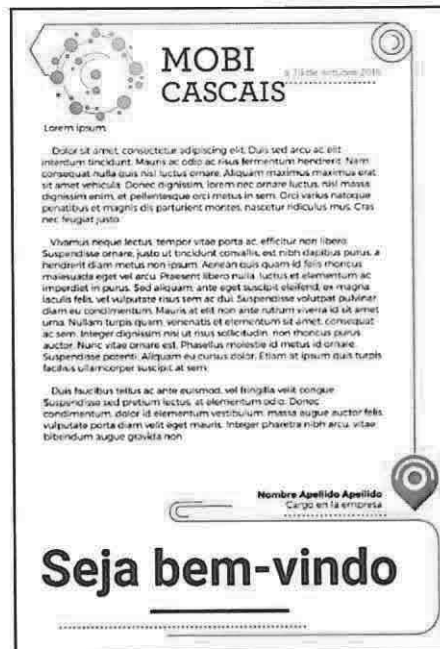 MOBI
CASCAIS
a 19 de octubre 2016
Lorem ipsum
Dolor sit amet, consectetur adipiscing elit. Duis sed arcu ac elit
interdum tincidunt. Mauris ac odio ac risus fermentum hendrerit. Nam
consequat nulla quis nisl luctus ornare. Aliquam maximus maximus erat
sit amet vehicula. Donec dignissim, lorem nec ornare luctus, nisl massa
dignissim enim, et pellentesque orci metus in sem. Orci varius natoque
penatibus et magnis dis parturient montes, nascetur ridiculus mus. Cras
nec feugiat justo.
Vivamus neque lectus, tempor vitae porta ac, efficitur non libero.
Suspendisse ornare, justo ut tincidunt convallis, est nibh dapibus purus, a
hendrerit diam metus non ipsum. Aenean quis quam id felis rhoncus
malesuada eget vel arcu. Praesent libero nulla, luctus et elementum ac,
imperdiet in purus. Sed aliquam, ante eget suscipit eleifend, ex magna
iaculis felis, vel vulputate risus sem ac dui. Suspendisse volutpat pulvinar
diam eu condimentum. Mauris at elit non ante rutrum viverra id sit amet
urna. Nullam turpis quam, venenatis et elementum sit amet, consequat
ac sem. Integer dignissim nisl ut risus sollicitudin, non rhoncus purus
auctor. Nunc vitae ornare est. Phasellus molestie id metus id ornare.
Suspendisse potenti. Aliquam eu cursus dolor. Etiam at ipsum quis turpis
facilisis ullamcorper suscipit at sem.
Duis faucibus tellus ac ante euismod, vel fringilla velit congue.
Suspendisse sed pretium lectus, at elementum odio. Donec
condimentum, dolor id elementum vestibulum, massa augue auctor felis,
vulputate porta diam velit eget mauris. Integer pharetra nibh arcu, vitae
bibendum augue gravida non.
Nombre Apellido Apellido
Cargo en la empresa
Seja bem-vindo